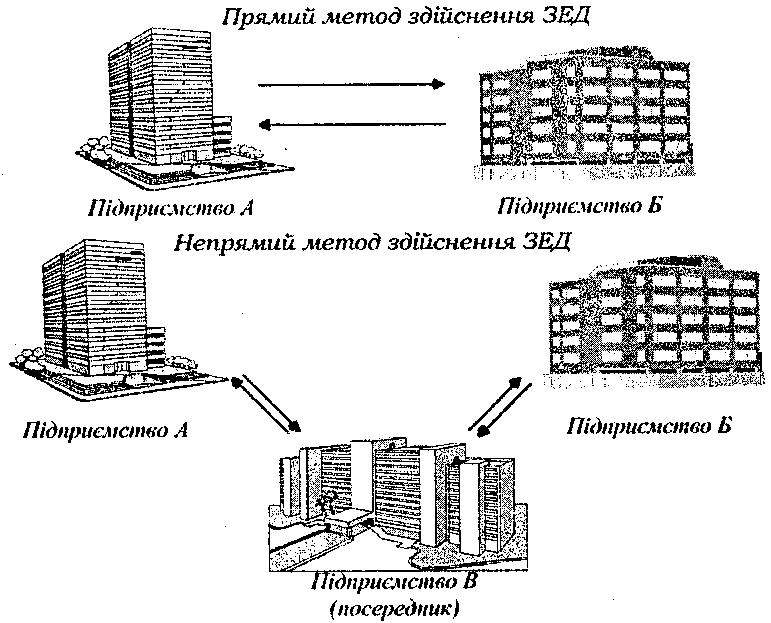 Прямий метод здійснення ЗЕД
Підприємство А
Підприємство Б
Непрямий метод здійснення ЗЕД
Підприємство А
Підприємство Б
Підприємство В
(посередник)